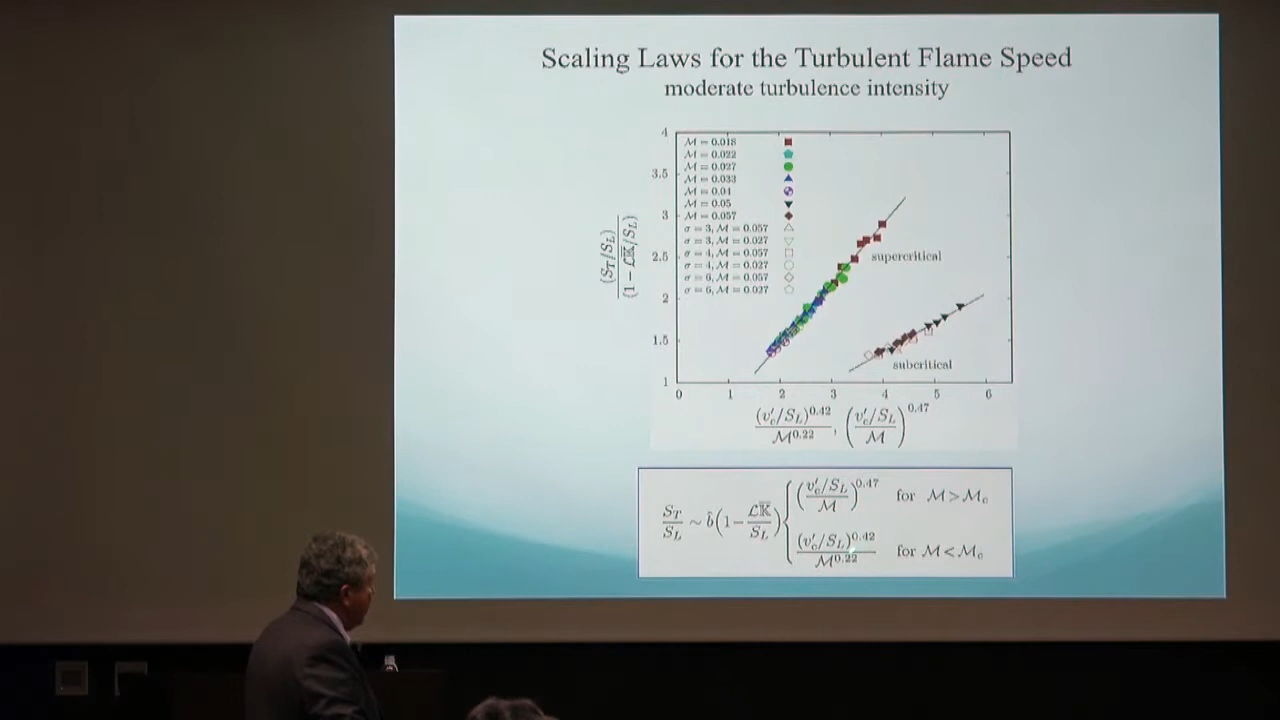 Scaling Laws for the Turbulent Flame Speed
moderate turbulence intensity
4
3.5
3
2.5
2
1.5
1
0 1 2 3 4 5 6
ℳ = 0.018
ℳ = 0.022
ℳ = 0.027
ℳ = 0.033
ℳ = 0.04
ℳ = 0.05
ℳ = 0.057
σ = 3, ℳ = 0.057
σ = 3, ℳ = 0.027
σ = 4, ℳ = 0.057
σ = 4, ℳ = 0.027
σ = 6, ℳ = 0.057
σ = 6, ℳ = 0.027
supercritical
subcritical
(S_T/S_L) / (1 − ℒ𝕂̅/S_L)
(v′_c/S_L)^0.42 / ℳ^0.22 , ((v′_c/S_L) / ℳ)^0.47
S_T/S_L ∼ b̂(1 − ℒ𝕂̅/S_L) {
((v′_c/S_L) / ℳ)^0.47 for ℳ > ℳ_c
(v′_c/S_L)^0.42 / ℳ^0.22 for ℳ < ℳ_c